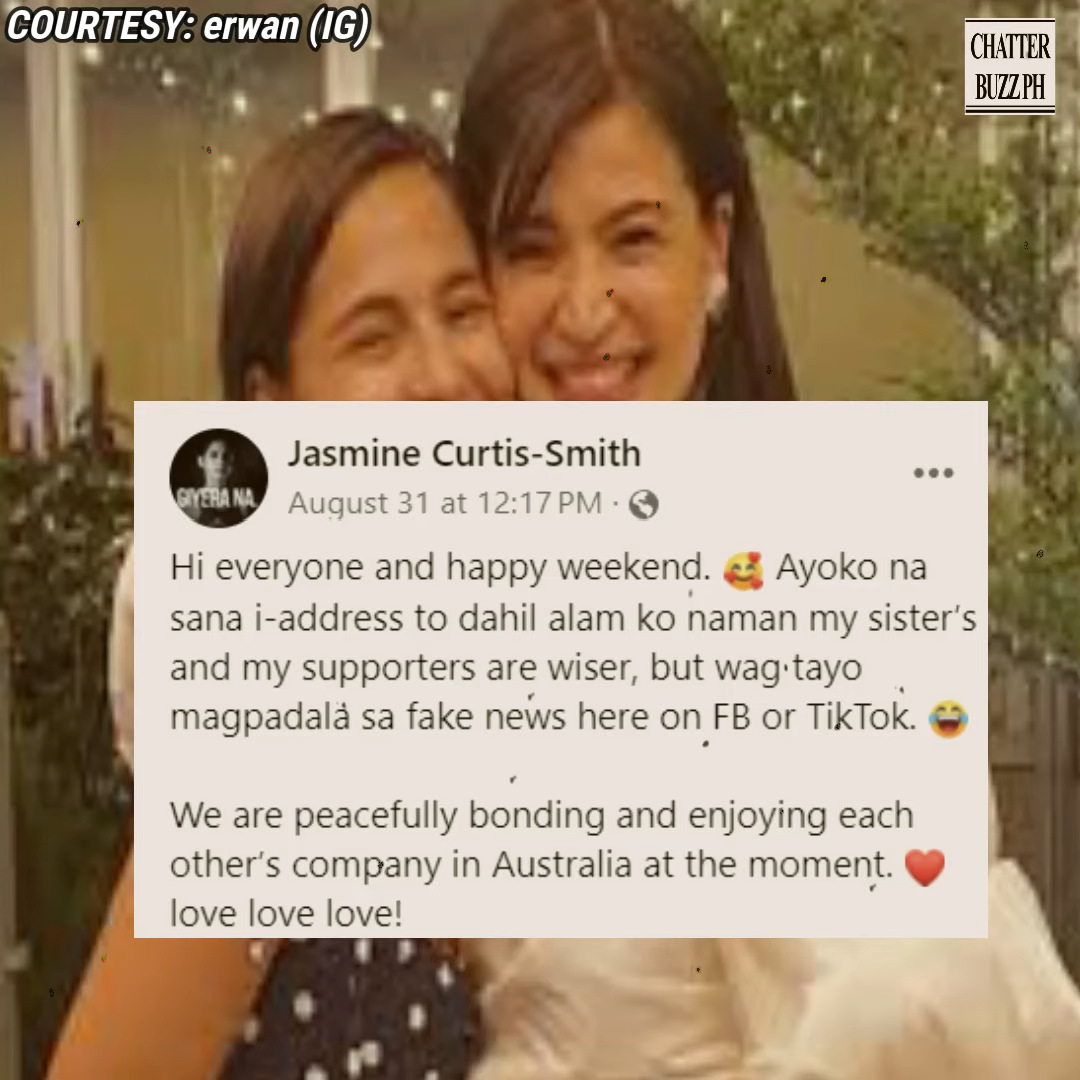 COURTESY: erwan (IG)
CHATTER
BUZZ PH
Jasmine Curtis-Smith
August 31 at 12:17 PM ·
GIYERA NA
Hi everyone and happy weekend. 🥰 Ayoko na
sana i-address to dahil alam ko naman my sister's
and my supporters are wiser, but wag tayo
magpadala sa fake news here on FB or TikTok. 😂
We are peacefully bonding and enjoying each
other's company in Australia at the moment. ❤️
love love love!